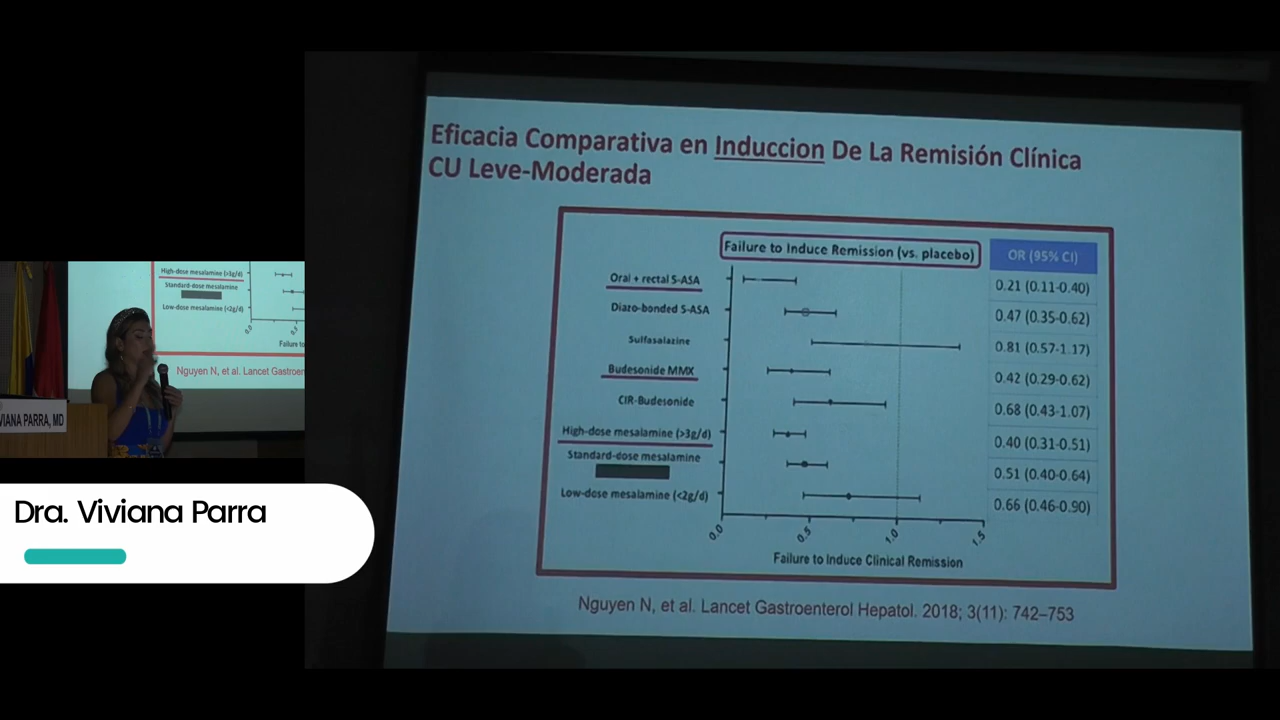 Eficacia Comparativa en Induccion De La Remisión Clínica
CU Leve-Moderada
Failure to Induce Remission (vs. placebo)
OR (95% CI)
Oral + rectal 5-ASA
0.21 (0.11-0.40)
Diazo-bonded 5-ASA
0.47 (0.35-0.62)
Sulfasalazine
0.81 (0.57-1.17)
Budesonide MMX
0.42 (0.29-0.62)
CIR-Budesonide
0.68 (0.43-1.07)
High-dose mesalamine (>3g/d)
0.40 (0.31-0.51)
Standard-dose mesalamine
0.51 (0.40-0.64)
Low-dose mesalamine (<2g/d)
0.66 (0.46-0.90)
0.0
0.5
1.0
1.5
Failure to Induce Clinical Remission
Nguyen N, et al. Lancet Gastroenterol Hepatol. 2018; 3(11): 742–753
High-dose mesalamine (>3g/d)
Standard-dose mesalamine
Low-dose mesalamine (<2g/d)
0.0
Failure to
Nguyen N, et al. Lancet Gastroen
VIANA PARRA, MD
Dra. Viviana Parra